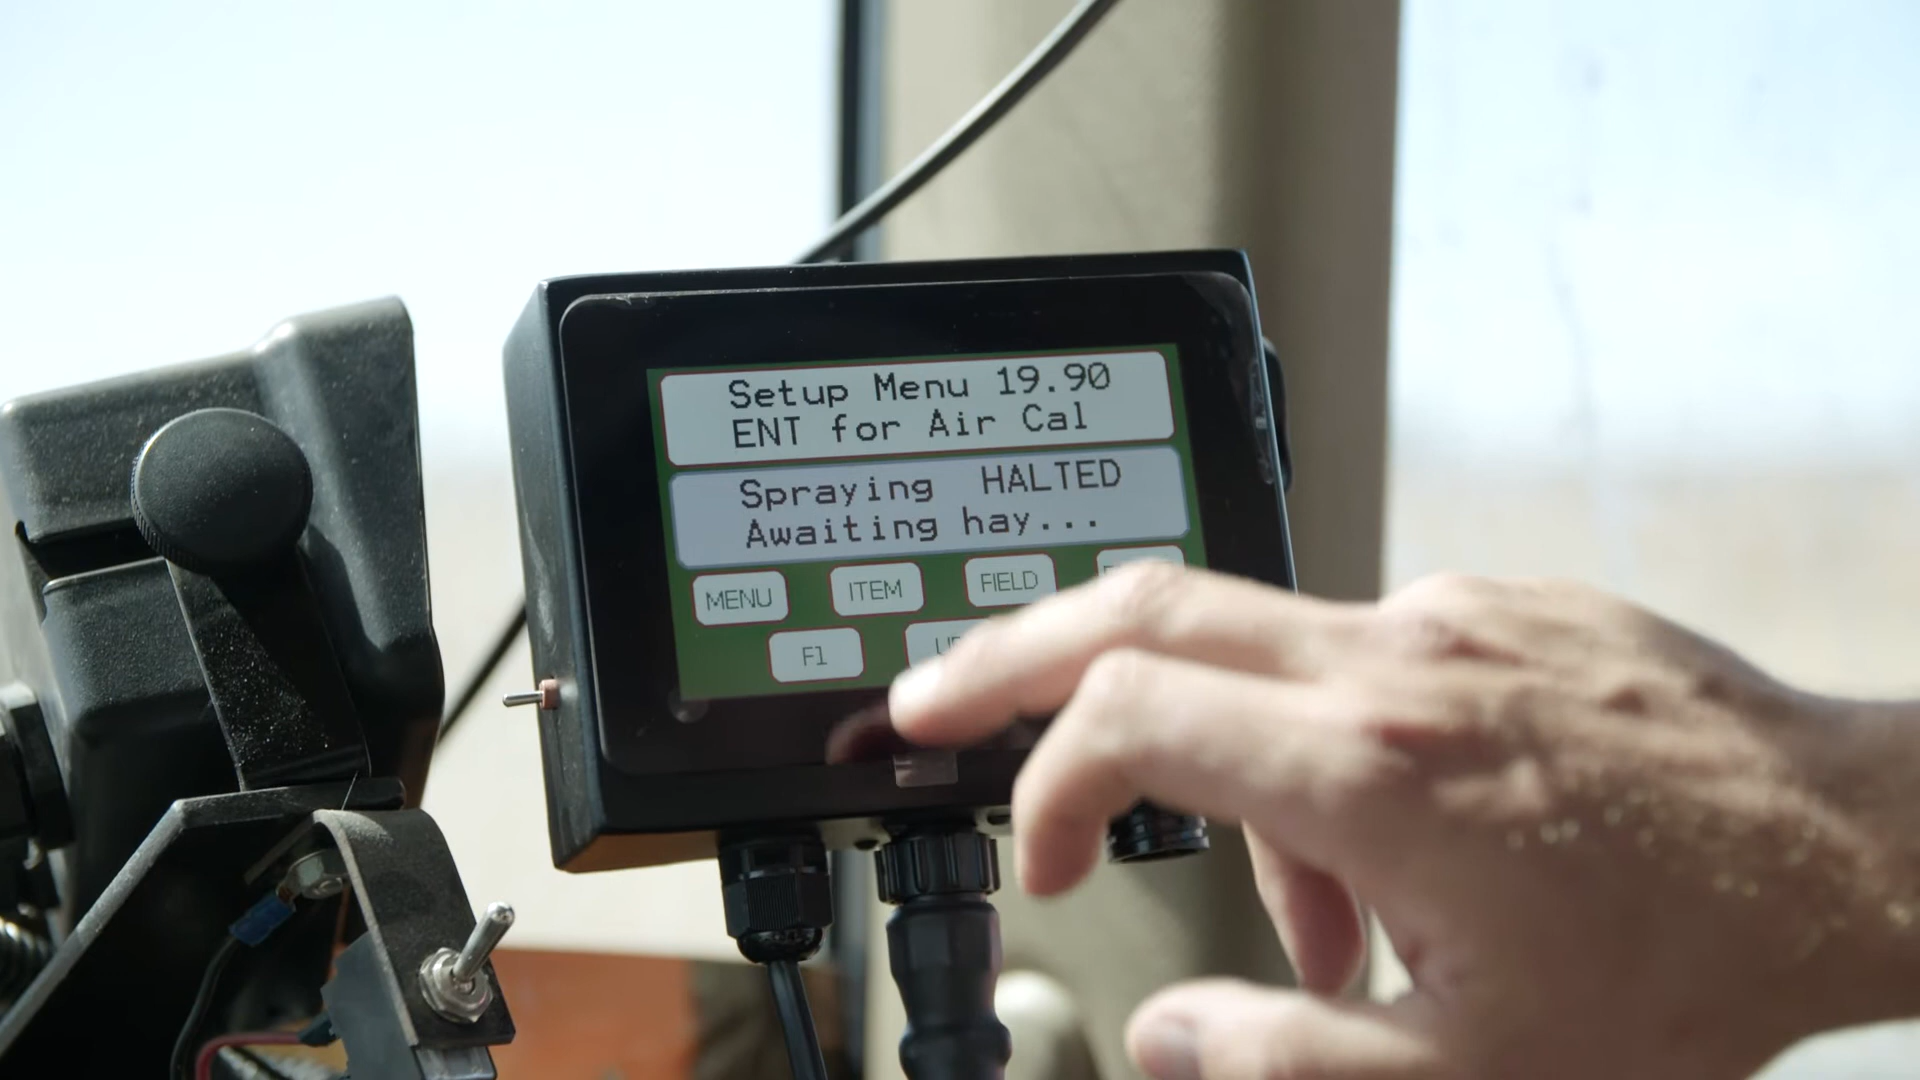 Setup Menu 19.90
ENT for Air Cal
Spraying HALTED
Awaiting hay...
MENU ITEM FIELD
F1